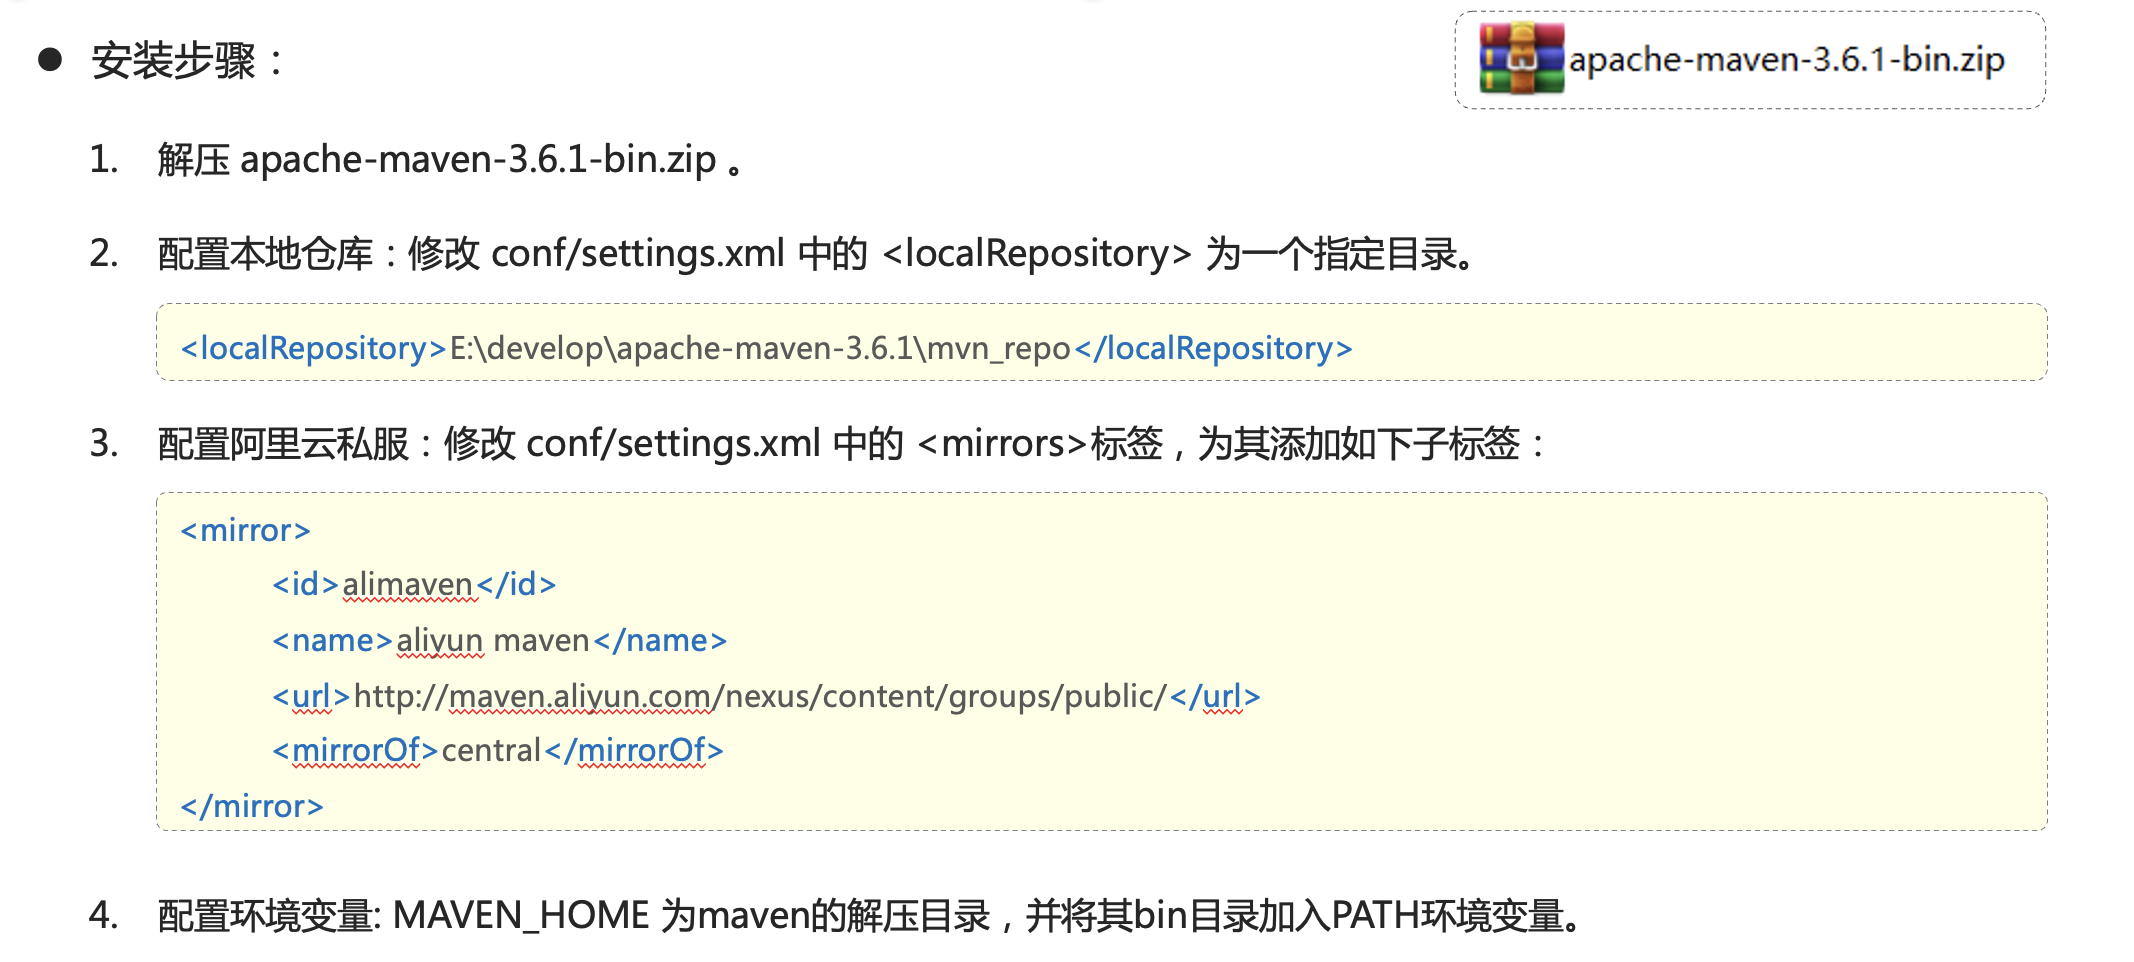 ● 安装步骤：
apache-maven-3.6.1-bin.zip
1. 解压 apache-maven-3.6.1-bin.zip 。
2. 配置本地仓库：修改 conf/settings.xml 中的 <localRepository> 为一个指定目录。
<localRepository>E:\develop\apache-maven-3.6.1\mvn_repo</localRepository>
3. 配置阿里云私服：修改 conf/settings.xml 中的 <mirrors>标签，为其添加如下子标签：
<mirror>
<id>alimaven</id>
<name>aliyun maven</name>
<url>http://maven.aliyun.com/nexus/content/groups/public/</url>
<mirrorOf>central</mirrorOf>
</mirror>
4. 配置环境变量: MAVEN_HOME 为maven的解压目录，并将其bin目录加入PATH环境变量。